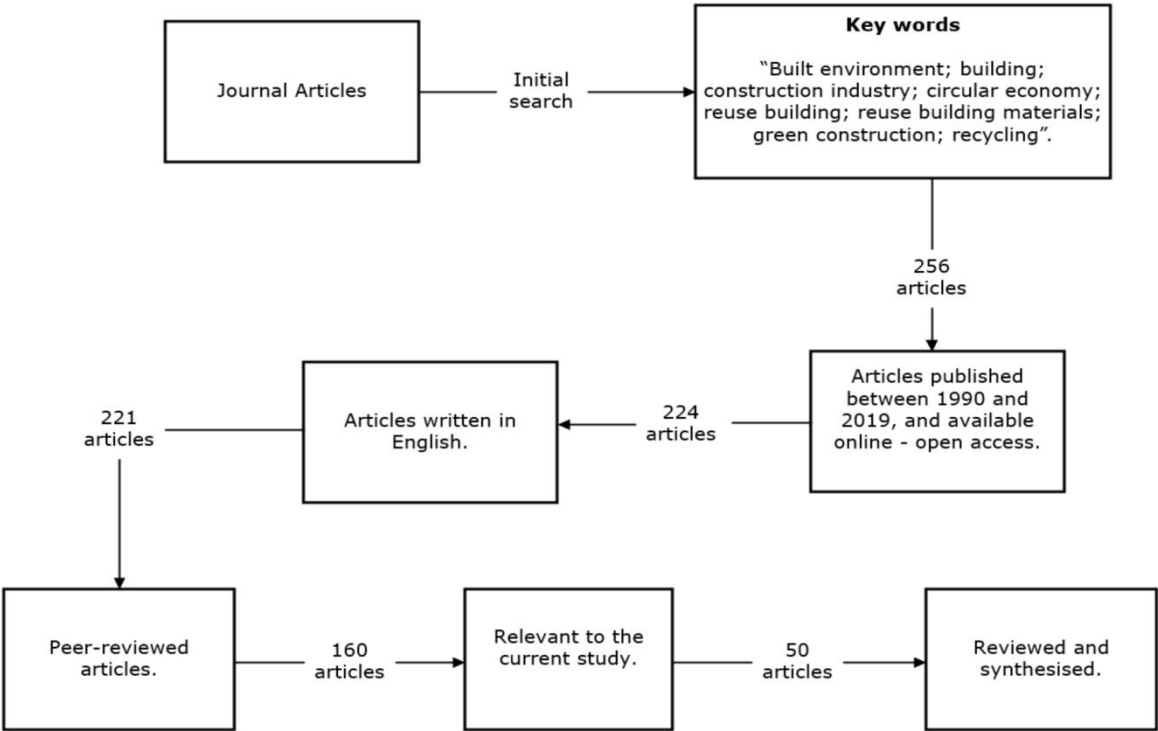 Journal Articles
Initial
search
Key words
“Built environment; building;
construction industry; circular economy;
reuse building; reuse building materials;
green construction; recycling”.
256
articles
Articles published
between 1990 and
2019, and available
online - open access.
224
articles
Articles written in
English.
221
articles
Peer-reviewed
articles.
160
articles
Relevant to the
current study.
50
articles
Reviewed and
synthesised.